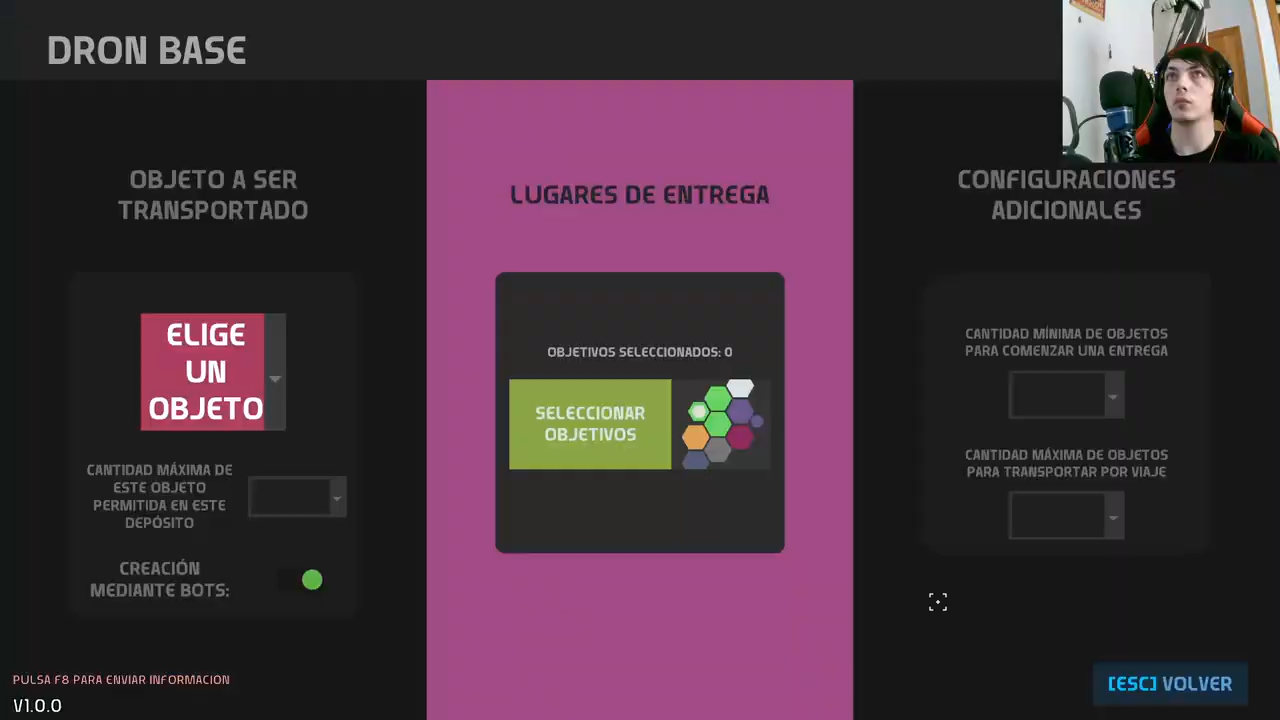 DRON BASE
OBJETO A SER
TRANSPORTADO
ELIGE
UN
OBJETO
CANTIDAD MÁXIMA DE
ESTE OBJETO
PERMITIDA EN ESTE
DEPÓSITO
CREACIÓN
MEDIANTE BOTS:
LUGARES DE ENTREGA
OBJETIVOS SELECCIONADOS: 0
SELECCIONAR
OBJETIVOS
CONFIGURACIONES
ADICIONALES
CANTIDAD MÍNIMA DE OBJETOS
PARA COMENZAR UNA ENTREGA
CANTIDAD MÁXIMA DE OBJETOS
PARA TRANSPORTAR POR VIAJE
PULSA F8 PARA ENVIAR INFORMACION
V1.0.0
[ESC] VOLVER